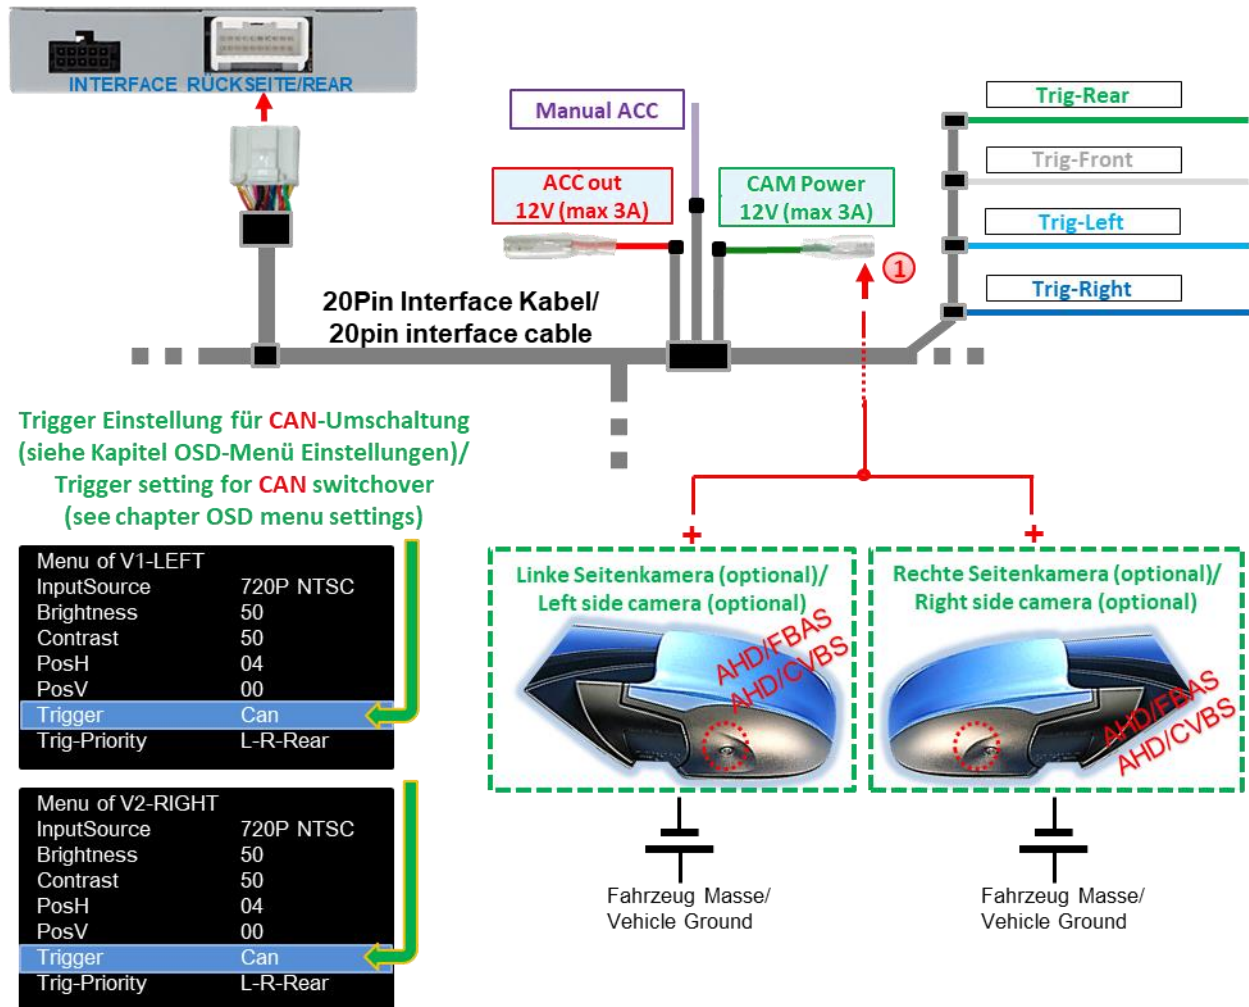 INTERFACE RÜCKSEITE/REAR
Manual ACC
ACC out
12V (max 3A)
CAM Power
12V (max 3A)
Trig-Rear
Trig-Front
Trig-Left
Trig-Right
1
20Pin Interface Kabel/
20pin interface cable
Trigger Einstellung für CAN-Umschaltung
(siehe Kapitel OSD-Menü Einstellungen)/
Trigger setting for CAN switchover
(see chapter OSD menu settings)
Menu of V1-LEFT
InputSource 720P NTSC
Brightness 50
Contrast 50
PosH 04
PosV 00
Trigger Can
Trig-Priority L-R-Rear
Menu of V2-RIGHT
InputSource 720P NTSC
Brightness 50
Contrast 50
PosH 04
PosV 00
Trigger Can
Trig-Priority L-R-Rear
+
+
Linke Seitenkamera (optional)/
Left side camera (optional)
AHD/FBAS
AHD/CVBS
Rechte Seitenkamera (optional)/
Right side camera (optional)
AHD/FBAS
AHD/CVBS
Fahrzeug Masse/
Vehicle Ground
Fahrzeug Masse/
Vehicle Ground